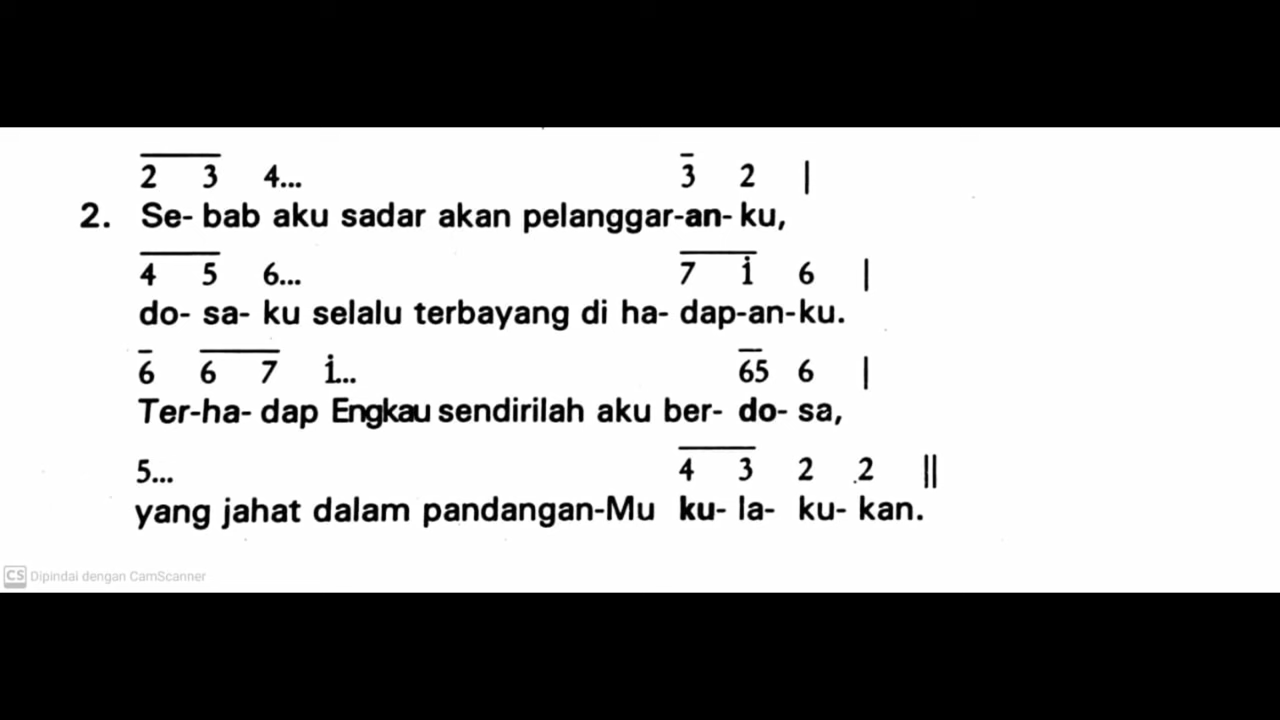 2 3 4... 3 2 |
2. Se- bab aku sadar akan pelanggar-an- ku,
4 5 6... 7 i 6 |
do- sa- ku selalu terbayang di ha- dap-an-ku.
6 6 7 i... 65 6 |
Ter-ha- dap Engkau sendirilah aku ber- do- sa,
5... 4 3 2 2 ||
yang jahat dalam pandangan-Mu ku- la- ku- kan.
CS Dipindai dengan CamScanner